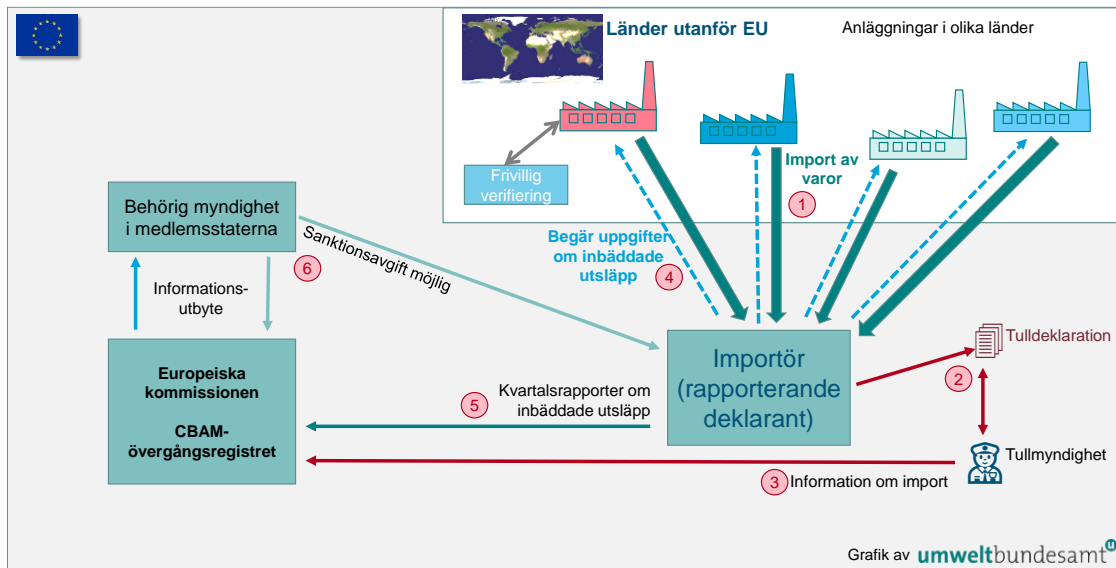 Länder utanför EU
Anläggningar i olika länder
Frivillig
verifiering
Import av
varor
1
Behörig myndighet
i medlemsstaterna
Sanktionsavgift möjlig
6
Begär uppgifter
om inbäddade
utsläpp
4
Informations-
utbyte
Europeiska
kommissionen
CBAM-
övergångsregistret
Importör
(rapporterande
deklarant)
Tulldeklaration
2
5
Kvartalsrapporter om
inbäddade utsläpp
Tullmyndighet
3
Information om import
Grafik av umweltbundesamt u